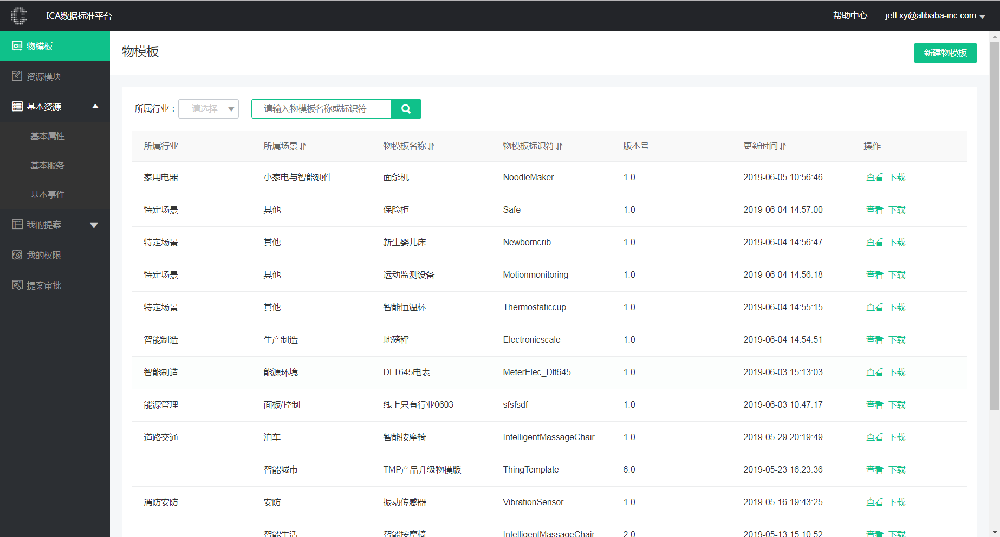 ICA数据标准平台
帮助中心 jeff.xy@alibaba-inc.com
物模板
资源模块
基本资源
基本属性
基本服务
基本事件
我的提案
我的权限
提案审批
物模板
新建物模板
所属行业： 请选择 请输入物模板名称或标识符
所属行业 所属场景 物模板名称 物模板标识符 版本号 更新时间 操作
家用电器 小家电与智能硬件 面条机 NoodleMaker 1.0 2019-06-05 10:56:46 查看 下载
特定场景 其他 保险柜 Safe 1.0 2019-06-04 14:57:00 查看 下载
特定场景 其他 新生婴儿床 Newborncrib 1.0 2019-06-04 14:56:47 查看 下载
特定场景 其他 运动监测设备 Motionmonitoring 1.0 2019-06-04 14:56:18 查看 下载
特定场景 其他 智能恒温杯 Thermostaticcup 1.0 2019-06-04 14:55:15 查看 下载
智能制造 生产制造 地磅秤 Electronicscale 1.0 2019-06-04 14:54:51 查看 下载
智能制造 能源环境 DLT645电表 MeterElec_Dlt645 1.0 2019-06-03 15:13:03 查看 下载
能源管理 面板/控制 线上只有行业0603 sfsfsdf 1.0 2019-06-03 10:47:17 查看 下载
道路交通 泊车 智能按摩椅 IntelligentMassageChair 1.0 2019-05-29 20:19:49 查看 下载
智能城市 TMP产品升级物模版 ThingTemplate 6.0 2019-05-23 16:23:36 查看 下载
消防安防 安防 振动传感器 VibrationSensor 1.0 2019-05-16 19:43:25 查看 下载
智能生活 智能按摩椅 IntelligentMassageChair 2.0 2019-05-13 15:10:52 查看 下载